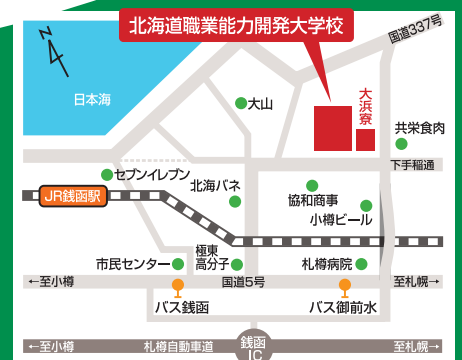 北海道職業能力開発大学校
国道337号
N
日本海
大山
大浜寮
共栄食肉
下手稲通
セブンイレブン
北海バネ
協和商事
JR銭函駅
小樽ビール
市民センター
極東
高分子
札樽病院
←至小樽
国道5号
至札幌→
バス銭函
バス御前水
←至小樽
札樽自動車道
銭函
IC
至札幌→